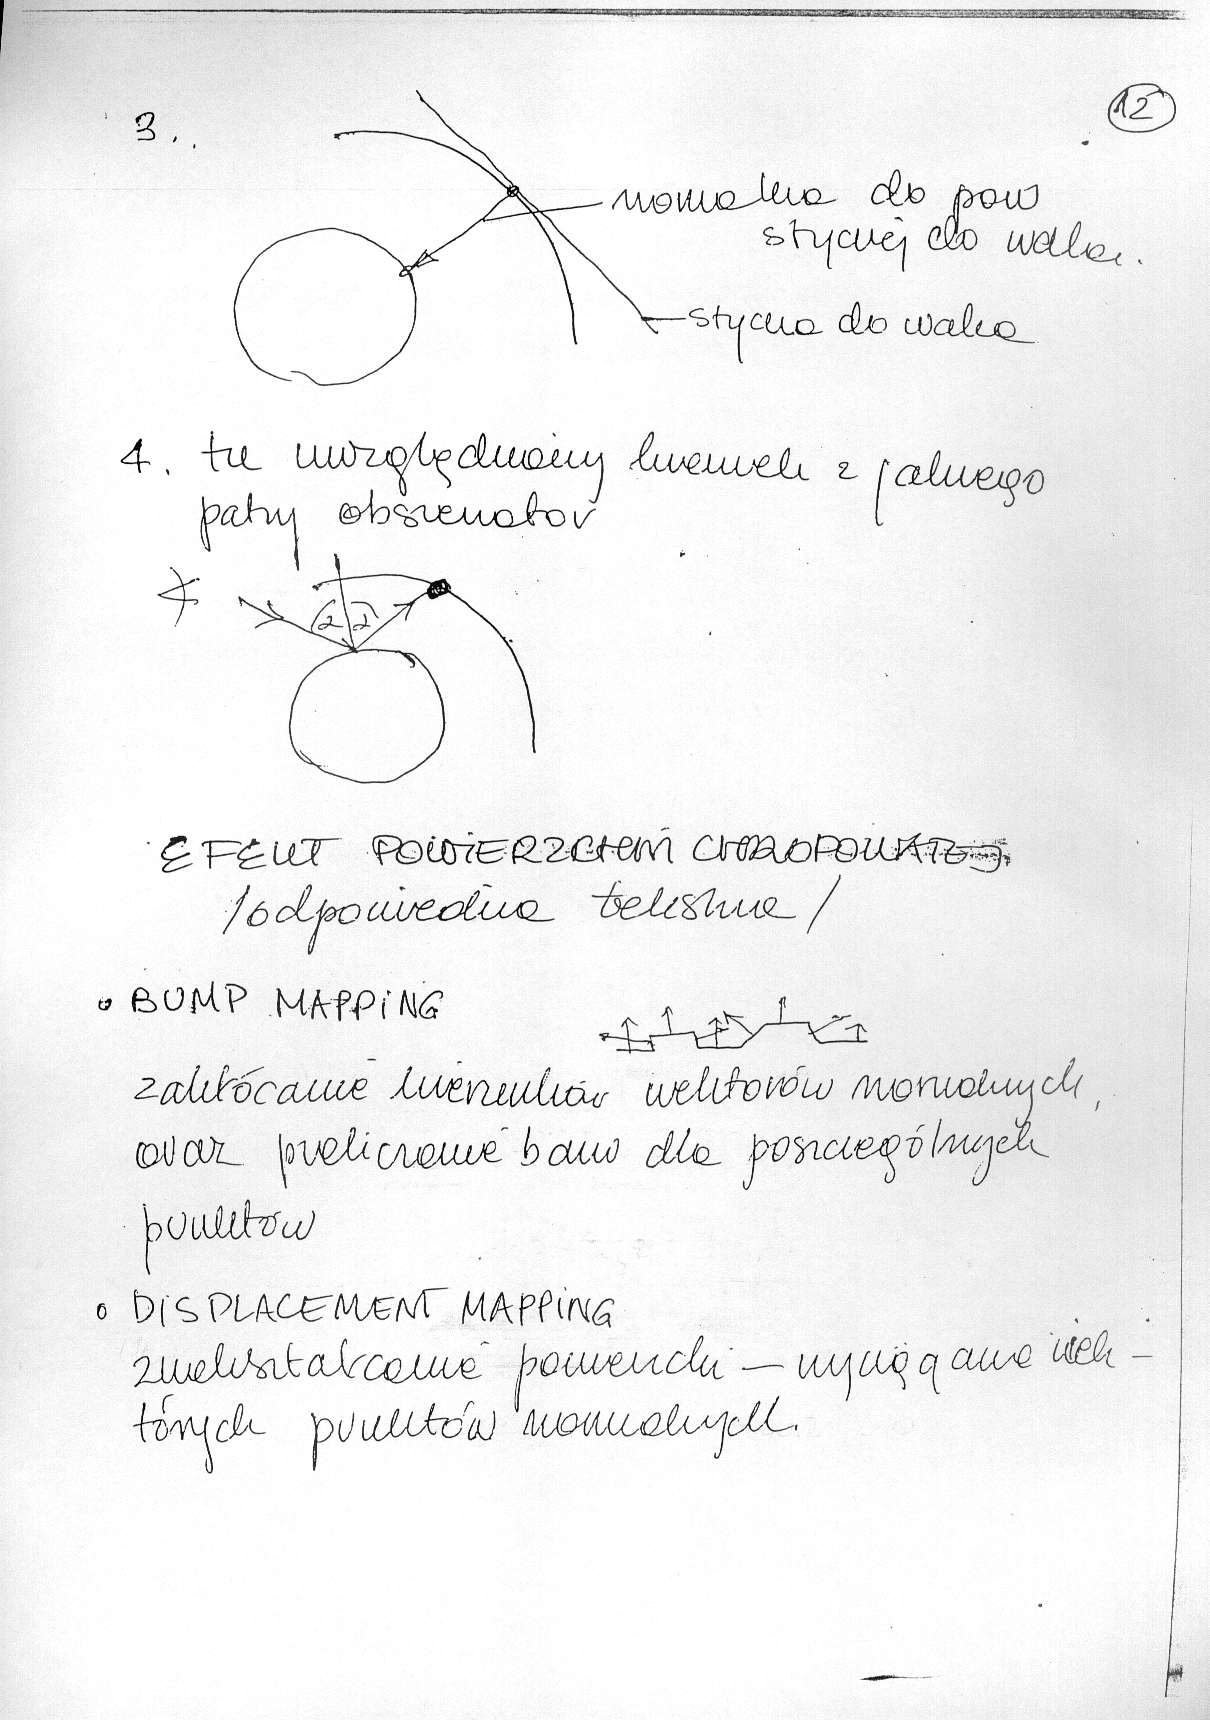 12
3.
normalna do pow
stycznej do walca.
styczna do walca
4. tu uwzględniamy kierunek z jakiego
patrzy obserwator
α α
EFEKT POWIERZCHNI CHROPOWATEJ
/odpowiednia tekstura/
• BUMP MAPPING
zakłócanie kierunków wektorów normalnych,
oraz przeliczanie barw dla poszczególnych
punktów
• DISPLACEMENT MAPPING
zniekształcanie powierzchni – wyciąganie niek-
tórych punktów normalnych.